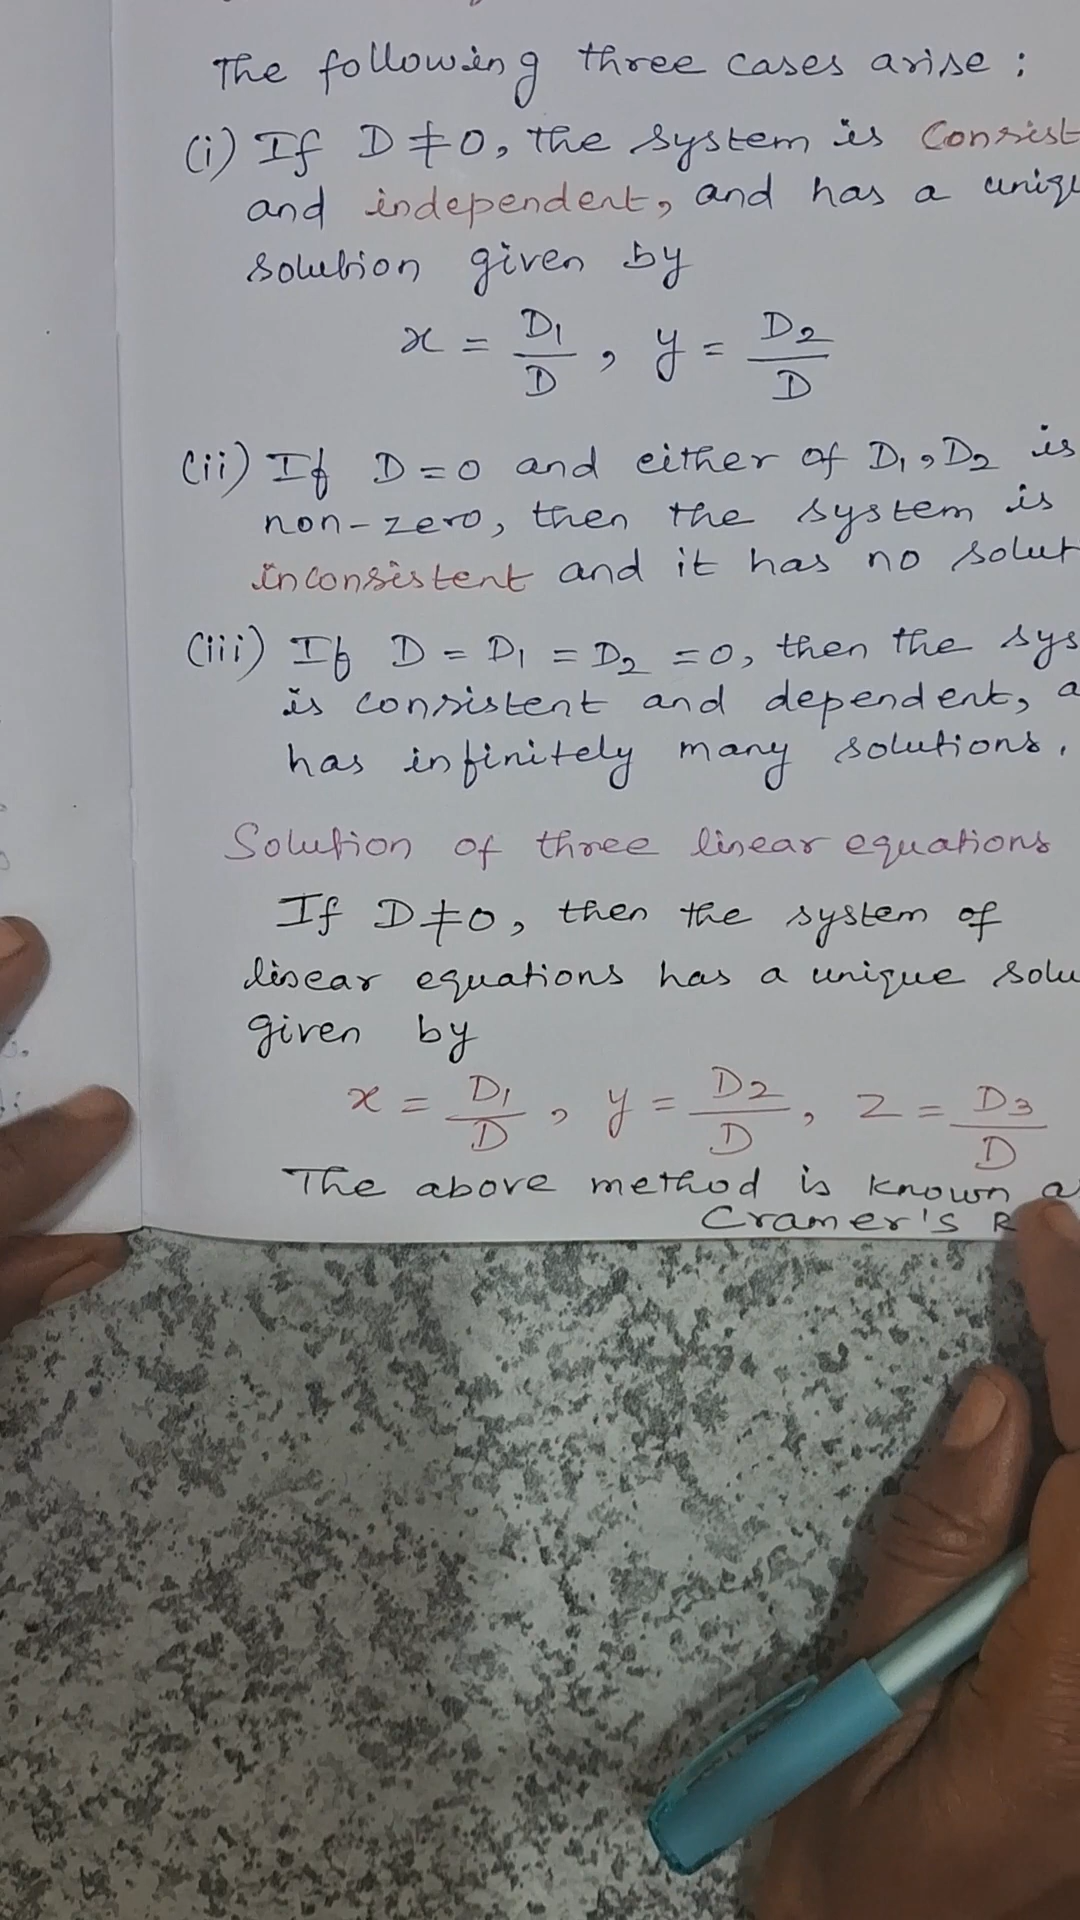 The following three cases arise :
(i) If D ≠ 0, the system is Consist
and independent, and has a uniqu
solution given by
x = D1/D , y = D2/D
(ii) If D = 0 and either of D1, D2 is
non-zero, then the system is
inconsistent and it has no solut
(iii) If D = D1 = D2 = 0, then the sys
is consistent and dependent, a
has infinitely many solutions.
Solution of three linear equations
If D ≠ 0, then the system of
linear equations has a unique solu
given by
x = D1/D , y = D2/D , z = D3/D
The above method is known a
Cramer's R